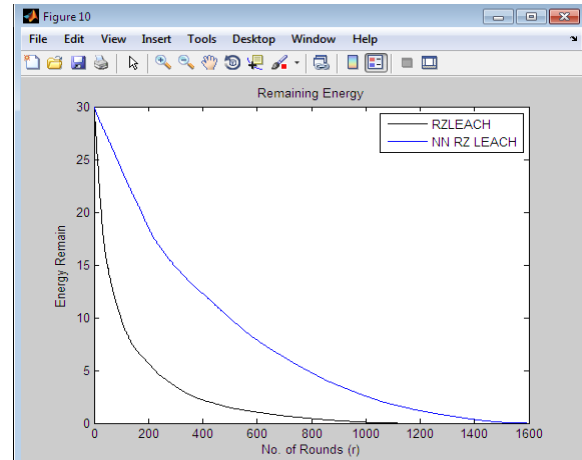 Figure 10
File Edit View Insert Tools Desktop Window Help
Remaining Energy
RZLEACH
NN RZ LEACH
Energy Remain
30
25
20
15
10
5
0
0 200 400 600 800 1000 1200 1400 1600
No. of Rounds (r)